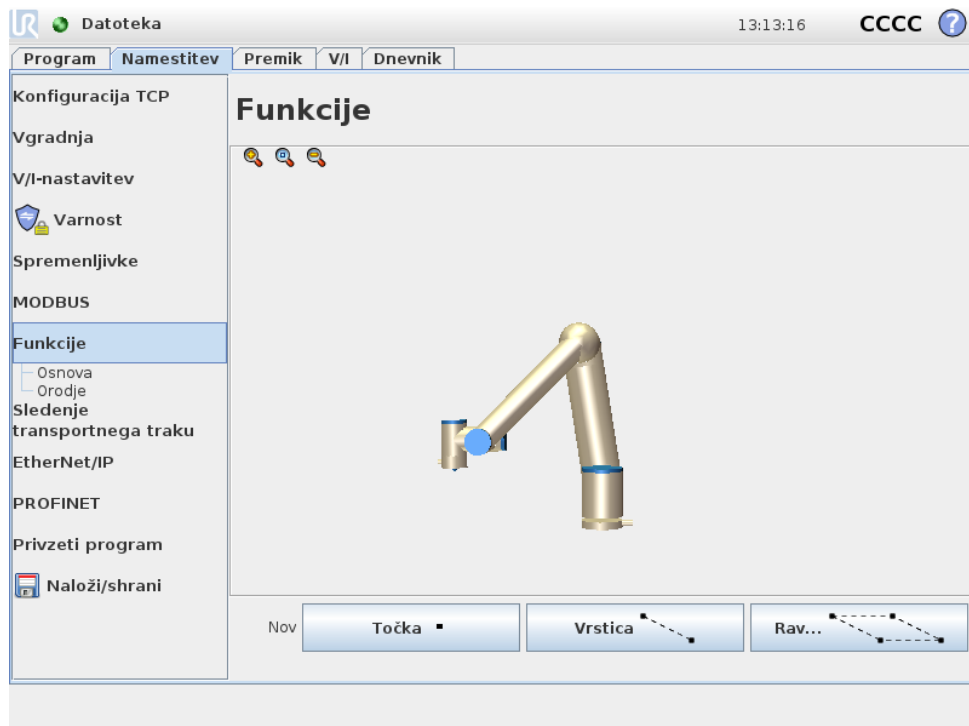 UR Datoteka 13:13:16 CCCC ?
Program Namestitev Premik V/I Dnevnik
Konfiguracija TCP
Vgradnja
V/I-nastavitev
Varnost
Spremenljivke
MODBUS
Funkcije
Osnova
Orodje
Sledenje
transportnega traku
EtherNet/IP
PROFINET
Privzeti program
Naloži/shrani
Funkcije
Nov Točka Vrstica Rav...